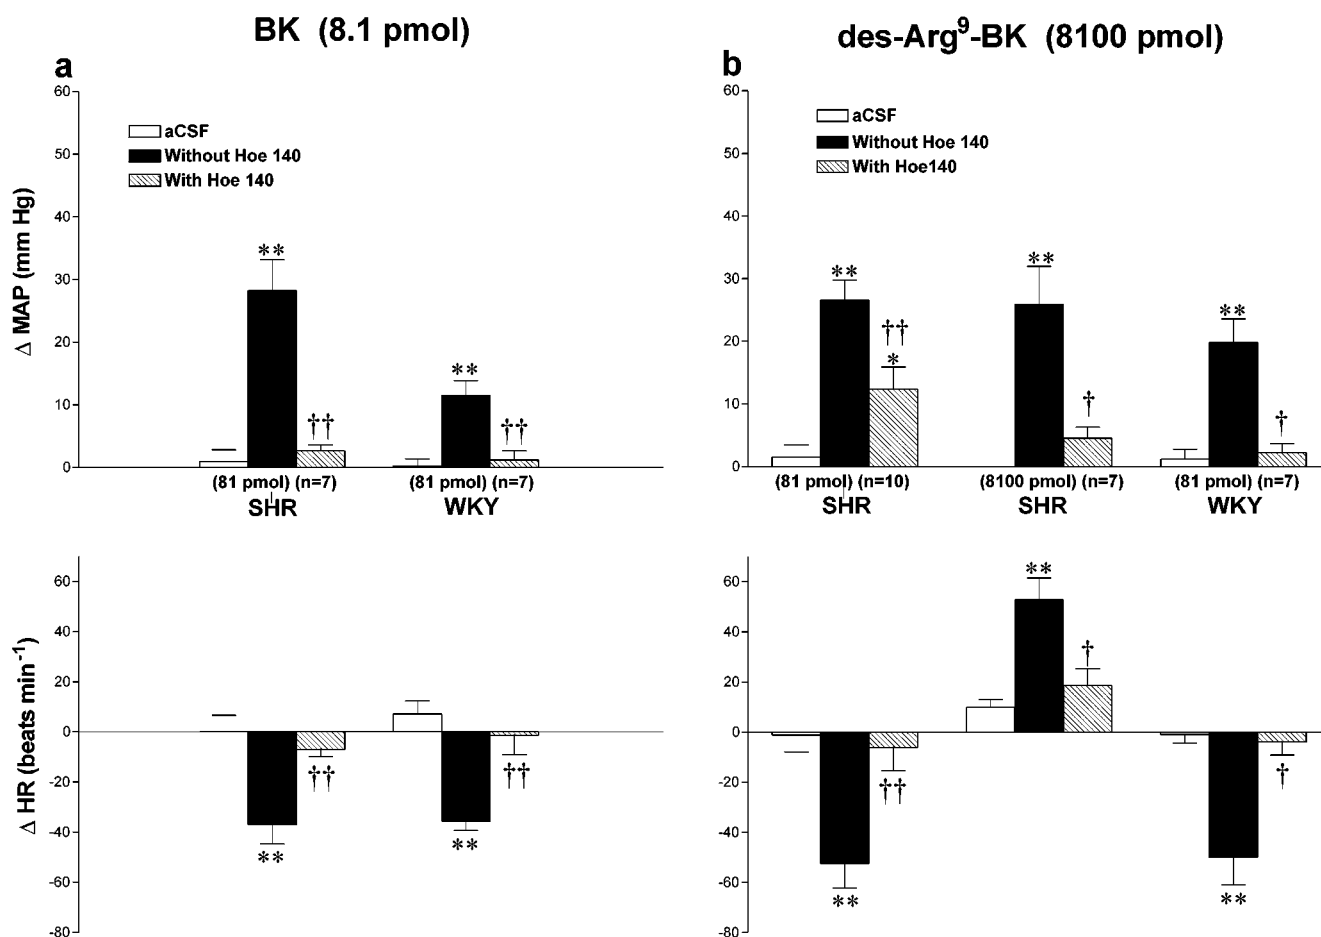 BK (8.1 pmol)
des-Arg⁹-BK (8100 pmol)
a
60
50
40
30
20
10
0
Δ MAP (mm Hg)
aCSF
Without Hoe 140
With Hoe 140
**
††
**
††
(81 pmol) (n=7)
(81 pmol) (n=7)
SHR
WKY
b
60
50
40
30
20
10
0
aCSF
Without Hoe 140
With Hoe140
**
††
*
**
†
**
†
(81 pmol) (n=10)
(8100 pmol) (n=7)
(81 pmol) (n=7)
SHR
SHR
WKY
60
40
20
0
-20
-40
-60
-80
Δ HR (beats min⁻¹)
††
**
††
**
60
40
20
0
-20
-40
-60
-80
**
†
††
**
†
**